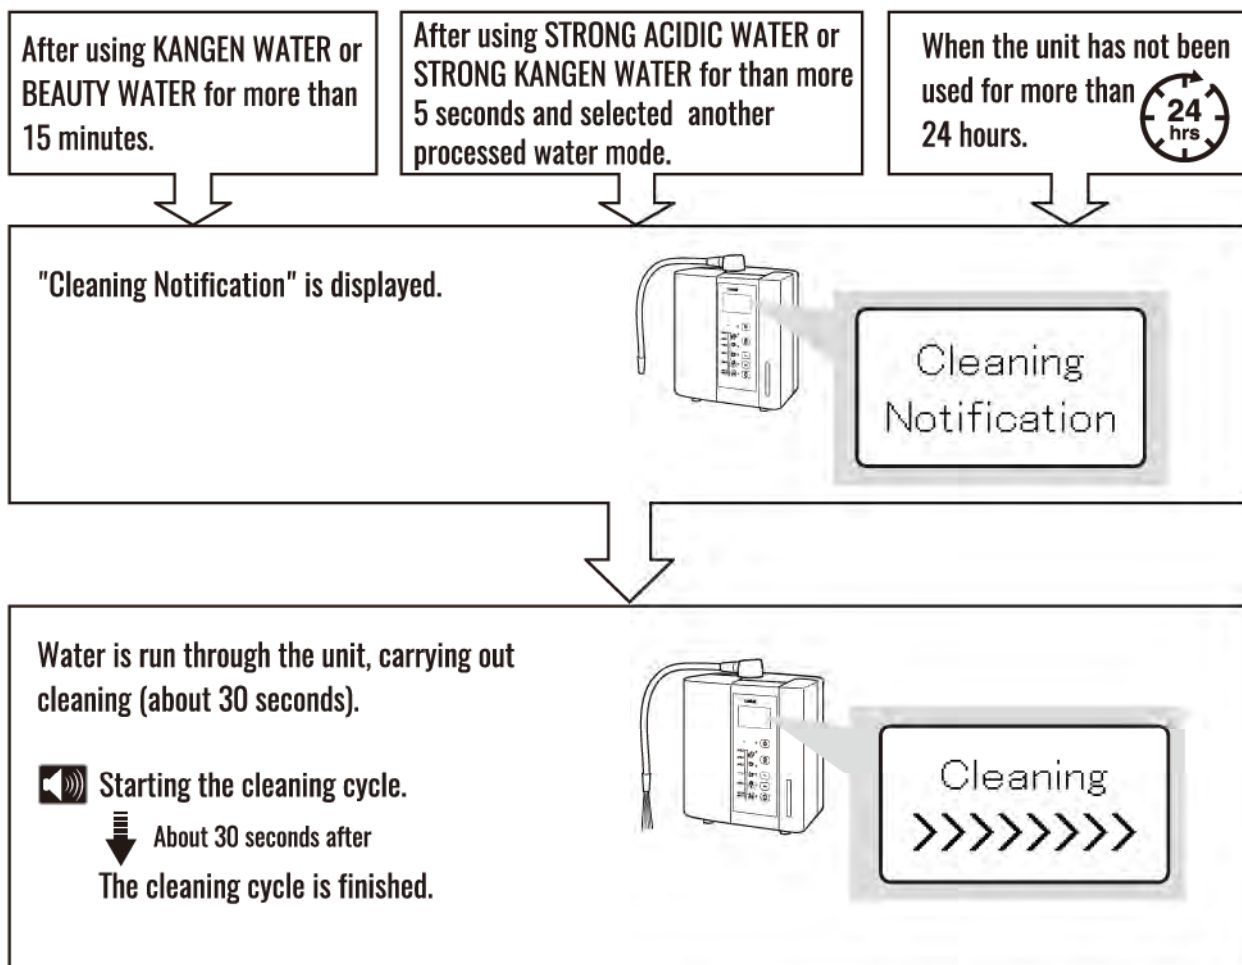 After using KANGEN WATER or
BEAUTY WATER for more than
15 minutes.
After using STRONG ACIDIC WATER or
STRONG KANGEN WATER for than more
5 seconds and selected another
processed water mode.
When the unit has not been
used for more than
24 hours.
24
hrs
"Cleaning Notification" is displayed.
Cleaning
Notification
Water is run through the unit, carrying out
cleaning (about 30 seconds).
Starting the cleaning cycle.
About 30 seconds after
The cleaning cycle is finished.
Cleaning